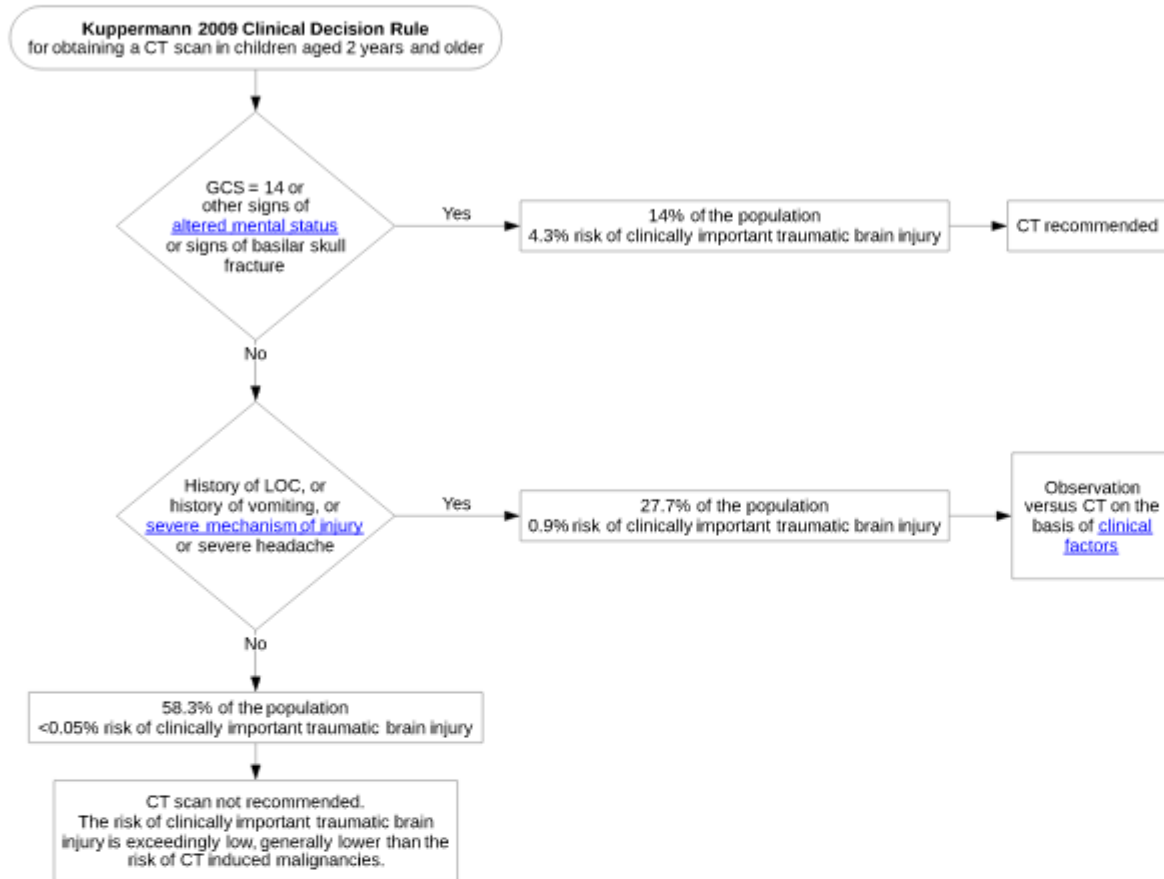 Kuppermann 2009 Clinical Decision Rule
for obtaining a CT scan in children aged 2 years and older
GCS = 14 or
other signs of
altered mental status
or signs of basilar skull
fracture
Yes
14% of the population
4.3% risk of clinically important traumatic brain injury
CT recommended
No
History of LOC, or
history of vomiting, or
severe mechanism of injury
or severe headache
Yes
27.7% of the population
0.9% risk of clinically important traumatic brain injury
Observation
versus CT on the
basis of clinical
factors
No
58.3% of the population
<0.05% risk of clinically important traumatic brain injury
CT scan not recommended.
The risk of clinically important traumatic brain
injury is exceedingly low, generally lower than the
risk of CT induced malignancies.